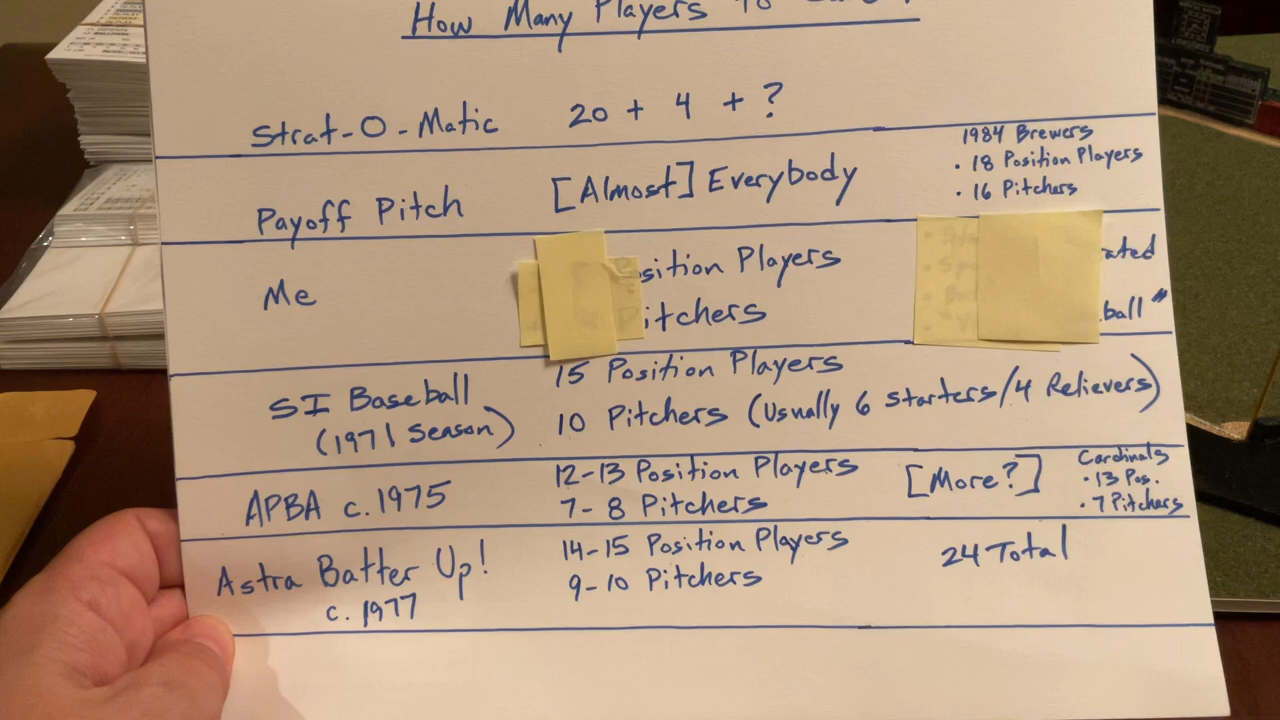 How Many Players To
Strat-O-Matic 20 + 4 + ?
Payoff Pitch [Almost] Everybody
1984 Brewers
• 18 Position Players
• 16 Pitchers
Me
sition Players
itchers
ated
ball"
SI Baseball
(1971 Season)
15 Position Players
10 Pitchers (Usually 6 Starters/4 Relievers)
APBA c. 1975
12-13 Position Players
7-8 Pitchers
[More?]
Cardinals
• 13 Pos.
• 7 Pitchers
Astra Batter Up!
c. 1977
14-15 Position Players
9-10 Pitchers
24 Total